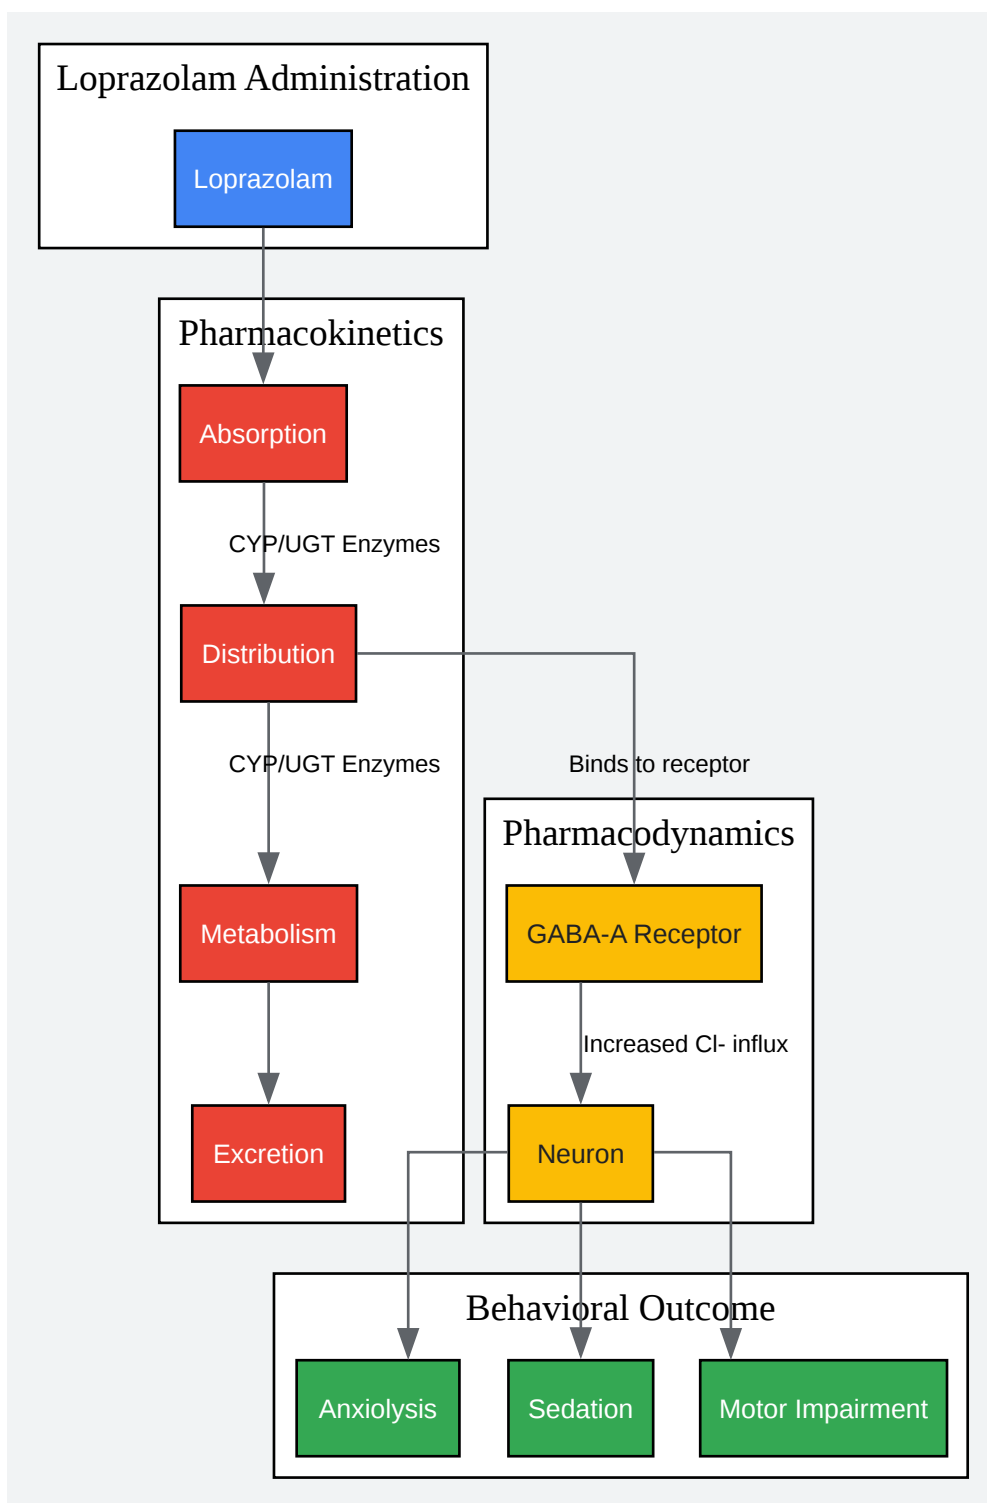 Loprazolam Administration
Loprazolam
Pharmacokinetics
Absorption
CYP/UGT Enzymes
Distribution
CYP/UGT Enzymes
Binds to receptor
Pharmacodynamics
Metabolism
GABA-A Receptor
Increased Cl- influx
Excretion
Neuron
Behavioral Outcome
Anxiolysis
Sedation
Motor Impairment